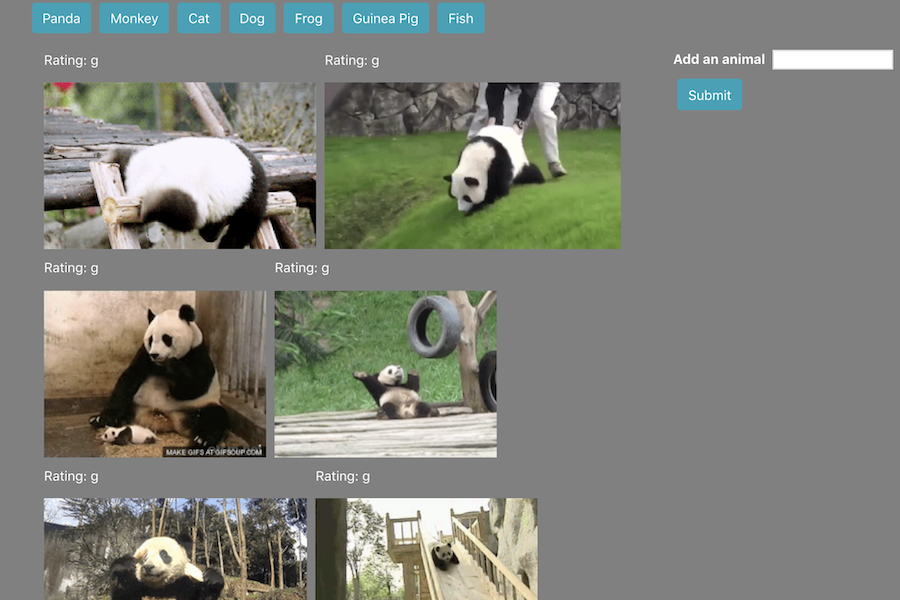 Panda Monkey Cat Dog Frog Guinea Pig Fish
Rating: g Rating: g
Add an animal
Submit
Rating: g Rating: g
MAKE GIFS AT GIFSOUP.COM
Rating: g Rating: g